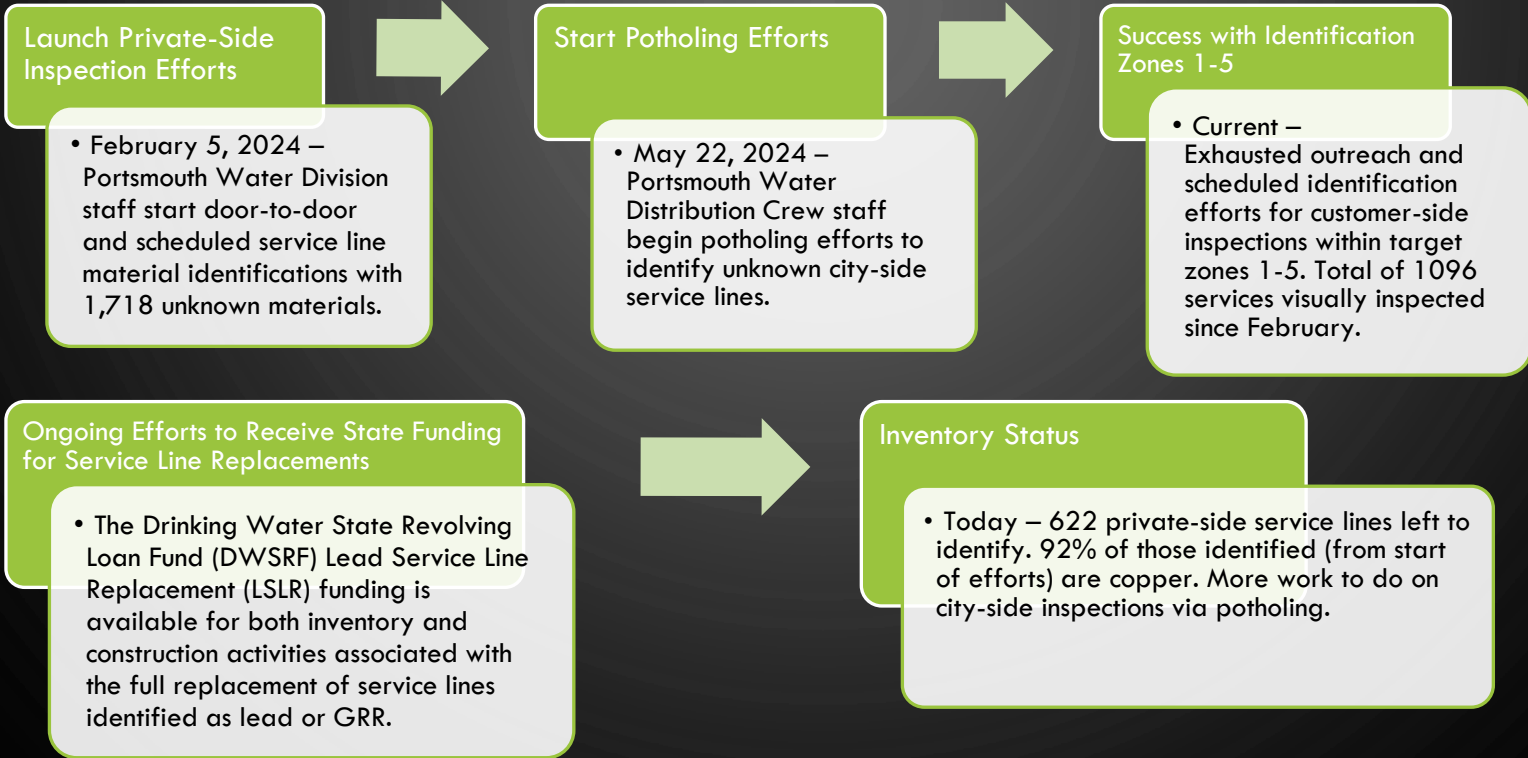 Launch Private-Side
Inspection Efforts
• February 5, 2024 –
Portsmouth Water Division
staff start door-to-door
and scheduled service line
material identifications with
1,718 unknown materials.
Start Potholing Efforts
• May 22, 2024 –
Portsmouth Water
Distribution Crew staff
begin potholing efforts to
identify unknown city-side
service lines.
Success with Identification
Zones 1-5
• Current –
Exhausted outreach and
scheduled identification
efforts for customer-side
inspections within target
zones 1-5. Total of 1096
services visually inspected
since February.
Ongoing Efforts to Receive State Funding
for Service Line Replacements
• The Drinking Water State Revolving
Loan Fund (DWSRF) Lead Service Line
Replacement (LSLR) funding is
available for both inventory and
construction activities associated with
the full replacement of service lines
identified as lead or GRR.
Inventory Status
• Today – 622 private-side service lines left to
identify. 92% of those identified (from start
of efforts) are copper. More work to do on
city-side inspections via potholing.